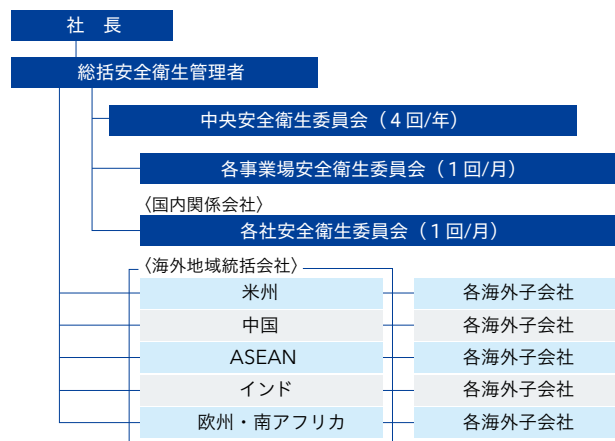 社　長
総括安全衛生管理者
中央安全衛生委員会（4回/年）
各事業場安全衛生委員会（1回/月）
〈国内関係会社〉
各社安全衛生委員会（1回/月）
〈海外地域統括会社〉
米州　各海外子会社
中国　各海外子会社
ASEAN　各海外子会社
インド　各海外子会社
欧州・南アフリカ　各海外子会社